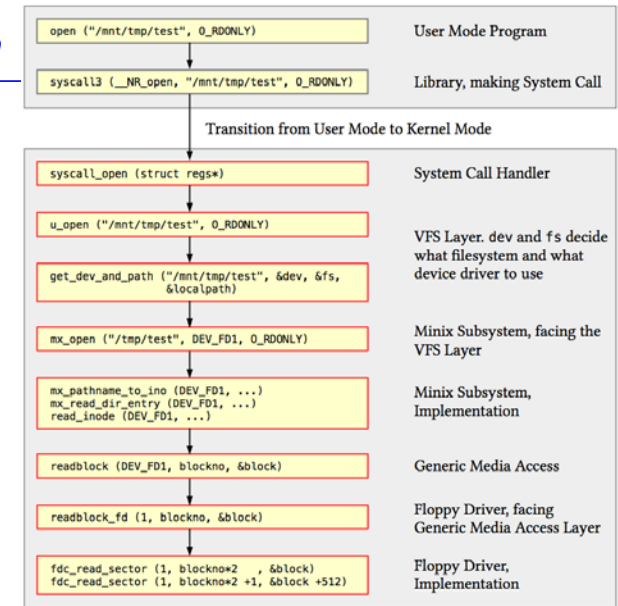 open ("/mnt/tmp/test", O_RDONLY)
User Mode Program
syscall3 (__NR_open, "/mnt/tmp/test", O_RDONLY)
Library, making System Call
Transition from User Mode to Kernel Mode
syscall_open (struct regs*)
System Call Handler
u_open ("/mnt/tmp/test", O_RDONLY)
get_dev_and_path ("/mnt/tmp/test", &dev, &fs,
&localpath)
VFS Layer. dev and fs decide
what filesystem and what
device driver to use
mx_open ("/tmp/test", DEV_FD1, O_RDONLY)
Minix Subsystem, facing the
VFS Layer
mx_pathname_to_ino (DEV_FD1, ...)
mx_read_dir_entry (DEV_FD1, ...)
read_inode (DEV_FD1, ...)
Minix Subsystem,
Implementation
readblock (DEV_FD1, blockno, &block)
Generic Media Access
readblock_fd (1, blockno, &block)
Floppy Driver, facing
Generic Media Access Layer
fdc_read_sector (1, blockno*2   , &block)
fdc_read_sector (1, blockno*2 +1, &block +512)
Floppy Driver,
Implementation